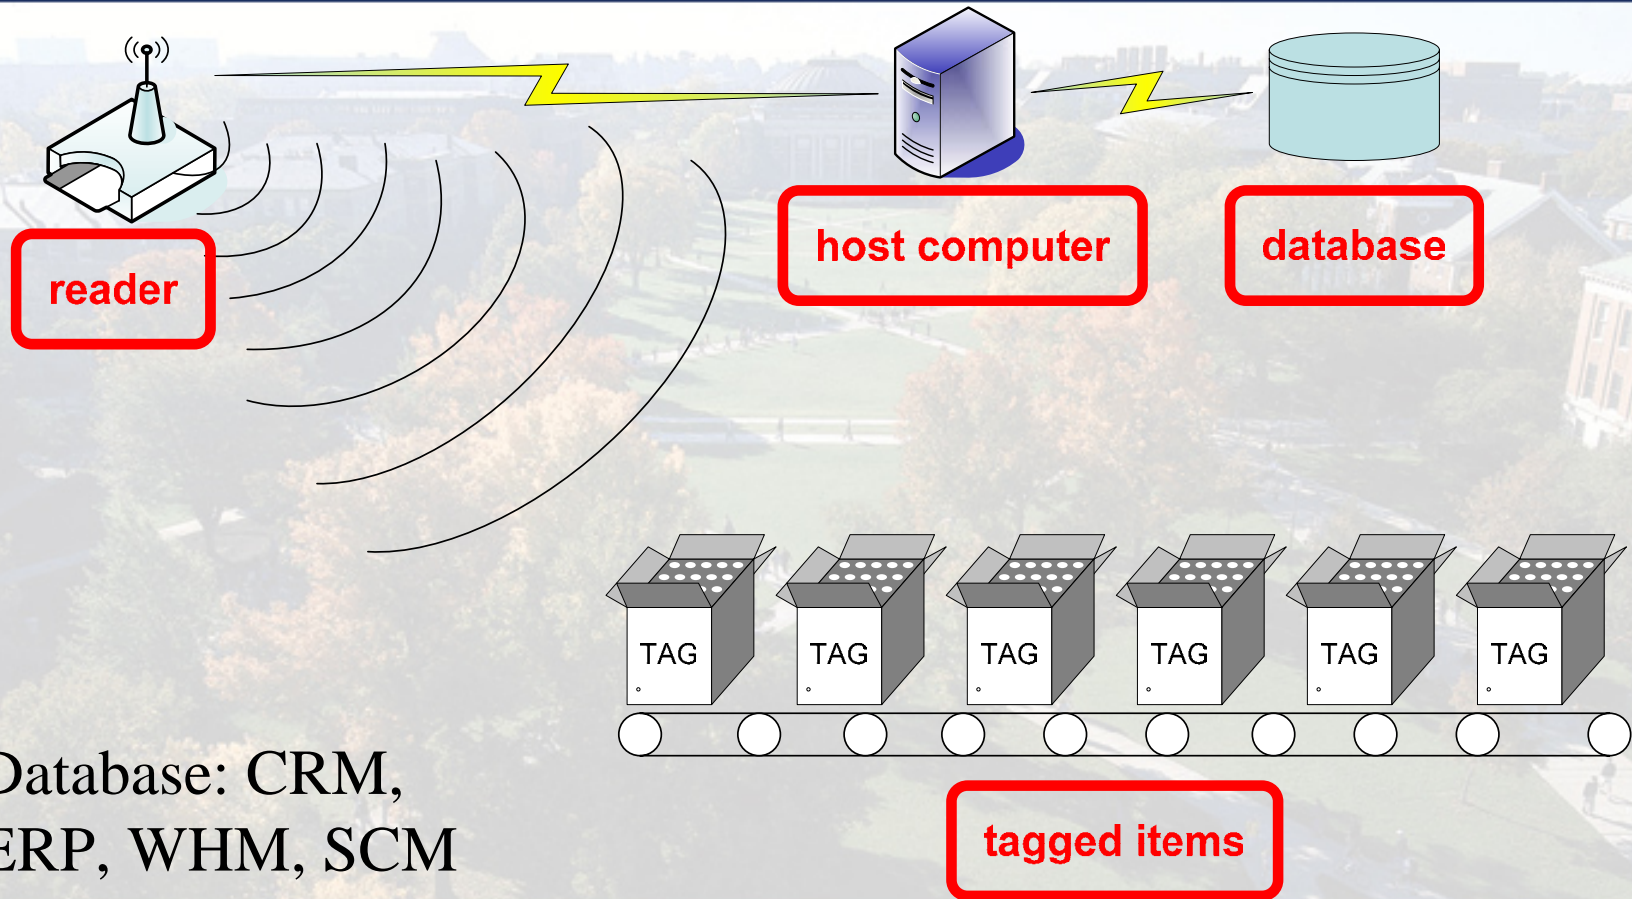 reader
host computer
database
TAG TAG TAG TAG TAG TAG
Database: CRM,
ERP, WHM, SCM
tagged items